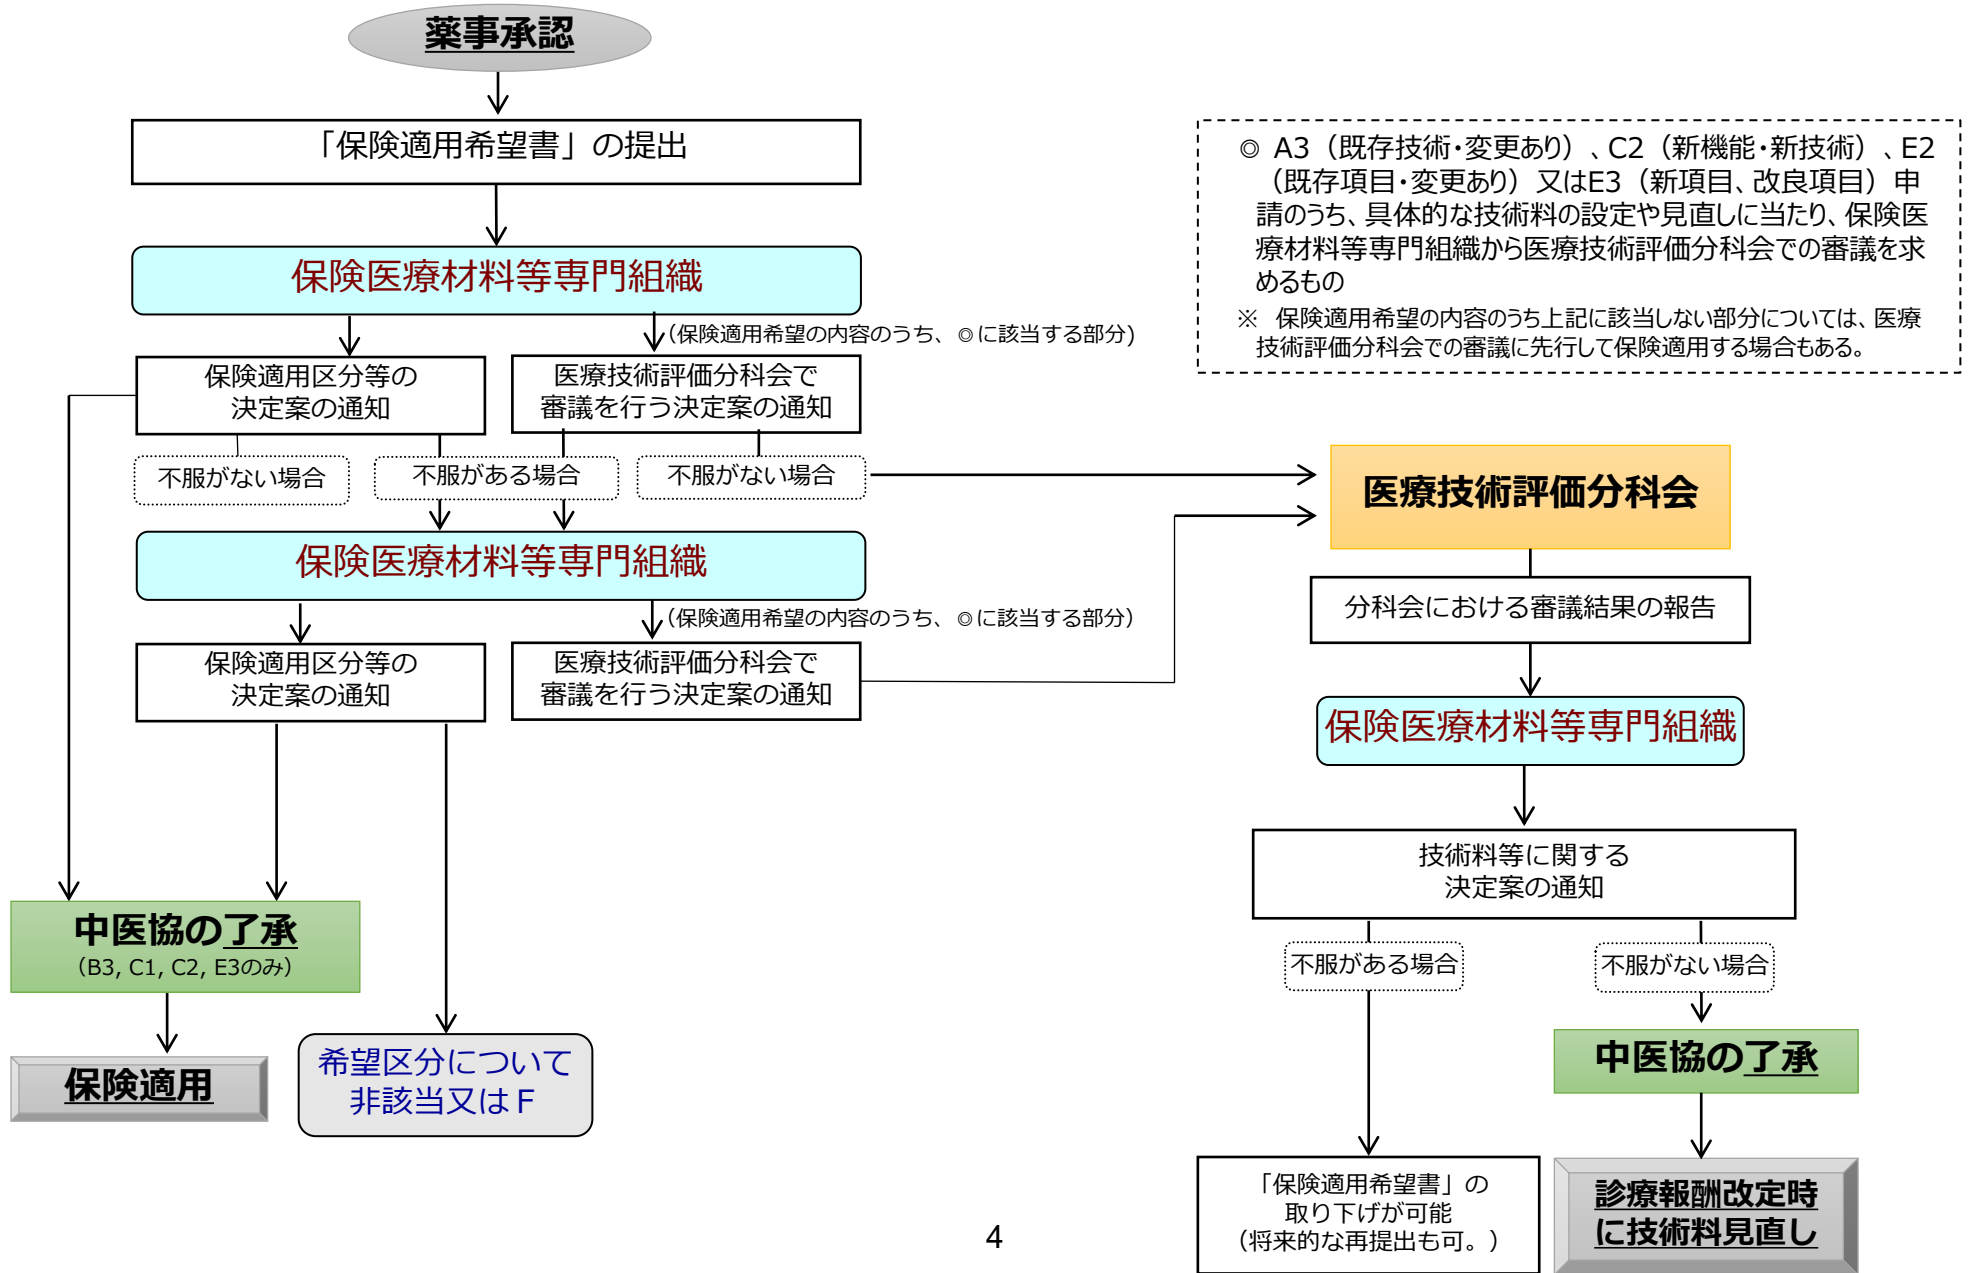 薬事承認
「保険適用希望書」の提出
◎ A3（既存技術・変更あり）、C2（新機能・新技術）、E2
（既存項目・変更あり）又はE3（新項目、改良項目）申
請のうち、具体的な技術料の設定や見直しに当たり、保険医
療材料等専門組織から医療技術評価分科会での審議を求
めるもの
※ 保険適用希望の内容のうち上記に該当しない部分については、医療
技術評価分科会での審議に先行して保険適用する場合もある。
保険医療材料等専門組織
（保険適用希望の内容のうち、◎に該当する部分)
保険適用区分等の
決定案の通知
医療技術評価分科会で
審議を行う決定案の通知
不服がない場合
不服がある場合
不服がない場合
医療技術評価分科会
保険医療材料等専門組織
（保険適用希望の内容のうち、◎に該当する部分）
保険適用区分等の
決定案の通知
医療技術評価分科会で
審議を行う決定案の通知
分科会における審議結果の報告
保険医療材料等専門組織
技術料等に関する
決定案の通知
不服がある場合
不服がない場合
中医協の了承
（B3, C1, C2, E3のみ）
保険適用
希望区分について
非該当又はF
中医協の了承
「保険適用希望書」の
取り下げが可能
（将来的な再提出も可。）
診療報酬改定時
に技術料見直し
4